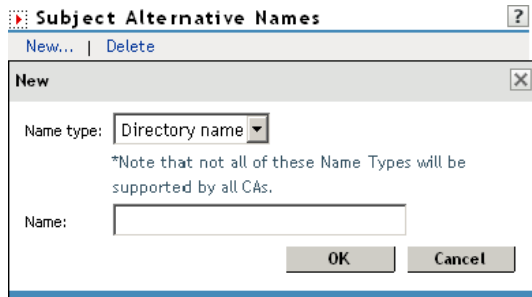 Subject Alternative Names ?
New... | Delete
New
Name type: Directory name
*Note that not all of these Name Types will be
supported by all CAs.
Name:
OK Cancel